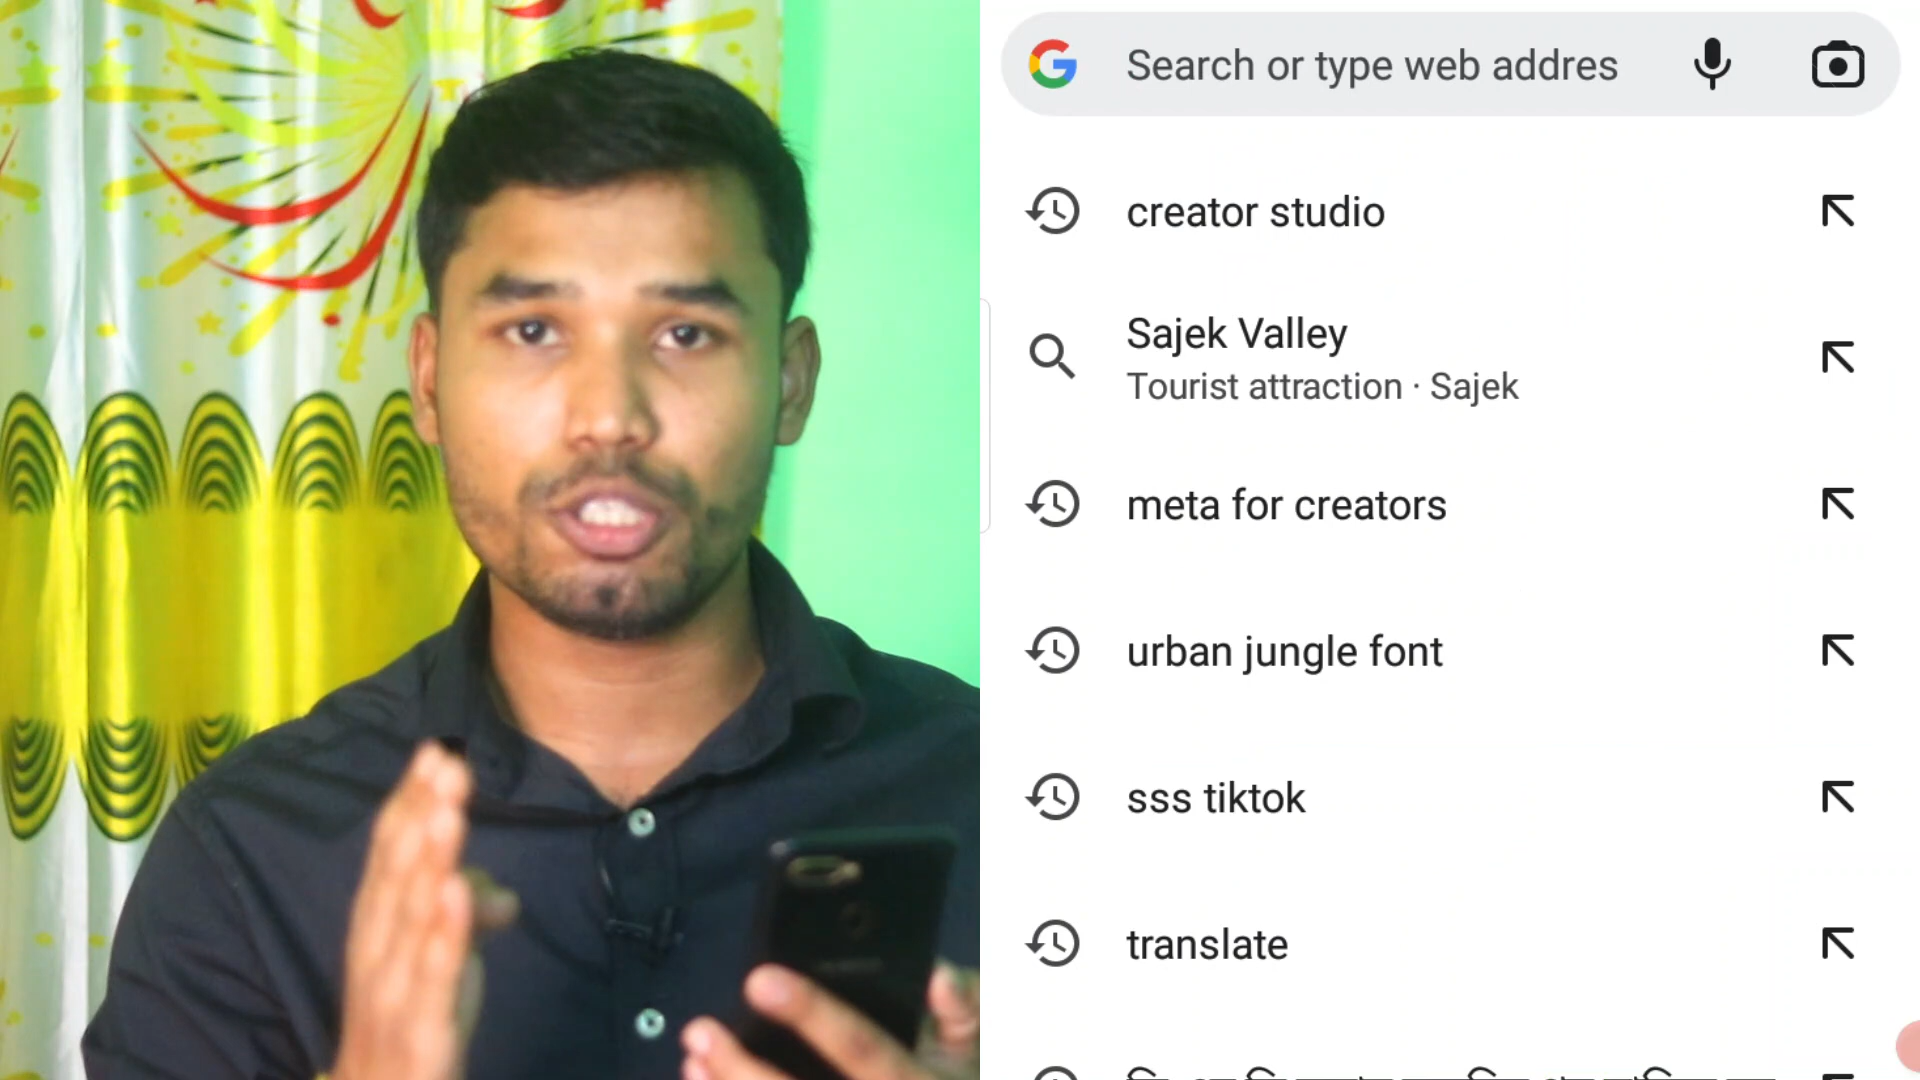 Search or type web addres
creator studio
Sajek Valley
Tourist attraction · Sajek
meta for creators
urban jungle font
sss tiktok
translate